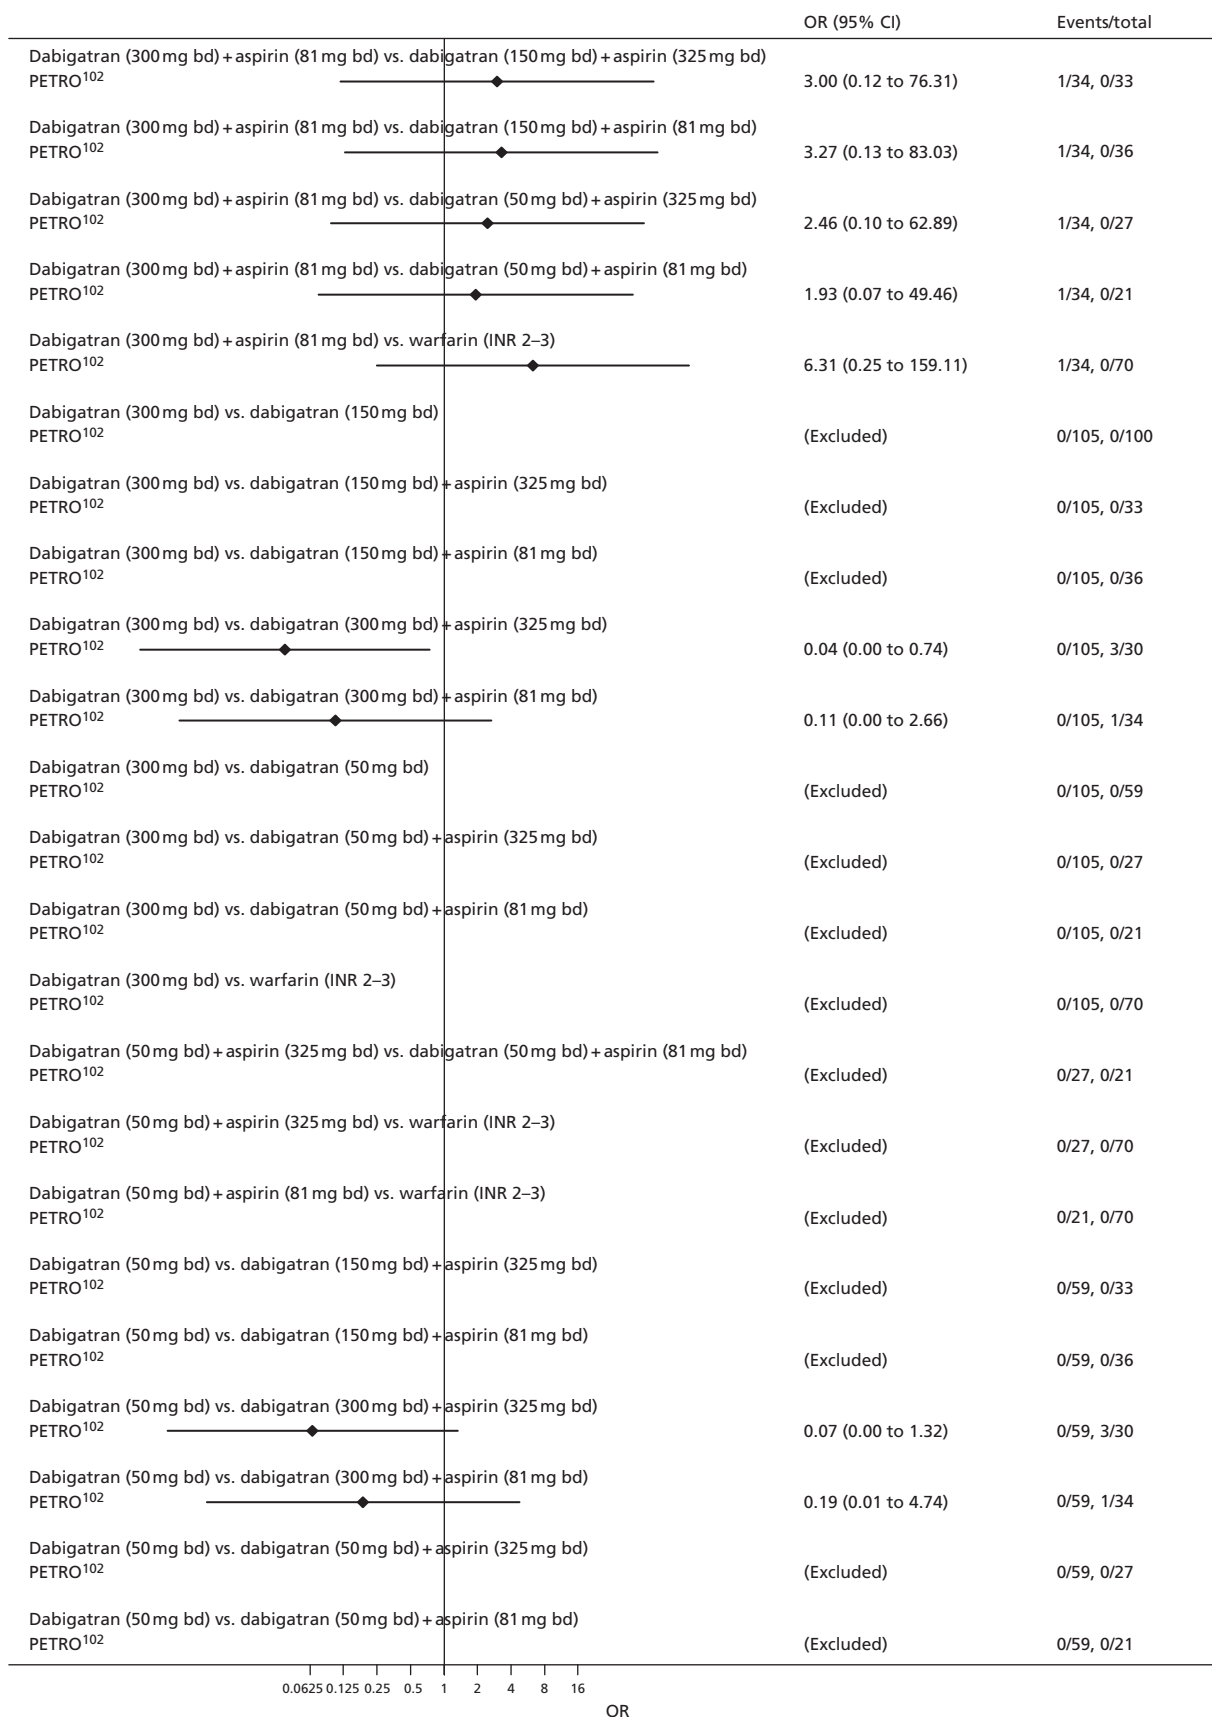 OR (95% CI) Events/total
Dabigatran (300 mg bd) + aspirin (81 mg bd) vs. dabigatran (150 mg bd) + aspirin (325 mg bd)
PETRO102 3.00 (0.12 to 76.31) 1/34, 0/33
Dabigatran (300 mg bd) + aspirin (81 mg bd) vs. dabigatran (150 mg bd) + aspirin (81 mg bd)
PETRO102 3.27 (0.13 to 83.03) 1/34, 0/36
Dabigatran (300 mg bd) + aspirin (81 mg bd) vs. dabigatran (50 mg bd) + aspirin (325 mg bd)
PETRO102 2.46 (0.10 to 62.89) 1/34, 0/27
Dabigatran (300 mg bd) + aspirin (81 mg bd) vs. dabigatran (50 mg bd) + aspirin (81 mg bd)
PETRO102 1.93 (0.07 to 49.46) 1/34, 0/21
Dabigatran (300 mg bd) + aspirin (81 mg bd) vs. warfarin (INR 2–3)
PETRO102 6.31 (0.25 to 159.11) 1/34, 0/70
Dabigatran (300 mg bd) vs. dabigatran (150 mg bd)
PETRO102 (Excluded) 0/105, 0/100
Dabigatran (300 mg bd) vs. dabigatran (150 mg bd) + aspirin (325 mg bd)
PETRO102 (Excluded) 0/105, 0/33
Dabigatran (300 mg bd) vs. dabigatran (150 mg bd) + aspirin (81 mg bd)
PETRO102 (Excluded) 0/105, 0/36
Dabigatran (300 mg bd) vs. dabigatran (300 mg bd) + aspirin (325 mg bd)
PETRO102 0.04 (0.00 to 0.74) 0/105, 3/30
Dabigatran (300 mg bd) vs. dabigatran (300 mg bd) + aspirin (81 mg bd)
PETRO102 0.11 (0.00 to 2.66) 0/105, 1/34
Dabigatran (300 mg bd) vs. dabigatran (50 mg bd)
PETRO102 (Excluded) 0/105, 0/59
Dabigatran (300 mg bd) vs. dabigatran (50 mg bd) + aspirin (325 mg bd)
PETRO102 (Excluded) 0/105, 0/27
Dabigatran (300 mg bd) vs. dabigatran (50 mg bd) + aspirin (81 mg bd)
PETRO102 (Excluded) 0/105, 0/21
Dabigatran (300 mg bd) vs. warfarin (INR 2–3)
PETRO102 (Excluded) 0/105, 0/70
Dabigatran (50 mg bd) + aspirin (325 mg bd) vs. dabigatran (50 mg bd) + aspirin (81 mg bd)
PETRO102 (Excluded) 0/27, 0/21
Dabigatran (50 mg bd) + aspirin (325 mg bd) vs. warfarin (INR 2–3)
PETRO102 (Excluded) 0/27, 0/70
Dabigatran (50 mg bd) + aspirin (81 mg bd) vs. warfarin (INR 2–3)
PETRO102 (Excluded) 0/21, 0/70
Dabigatran (50 mg bd) vs. dabigatran (150 mg bd) + aspirin (325 mg bd)
PETRO102 (Excluded) 0/59, 0/33
Dabigatran (50 mg bd) vs. dabigatran (150 mg bd) + aspirin (81 mg bd)
PETRO102 (Excluded) 0/59, 0/36
Dabigatran (50 mg bd) vs. dabigatran (300 mg bd) + aspirin (325 mg bd)
PETRO102 0.07 (0.00 to 1.32) 0/59, 3/30
Dabigatran (50 mg bd) vs. dabigatran (300 mg bd) + aspirin (81 mg bd)
PETRO102 0.19 (0.01 to 4.74) 0/59, 1/34
Dabigatran (50 mg bd) vs. dabigatran (50 mg bd) + aspirin (325 mg bd)
PETRO102 (Excluded) 0/59, 0/27
Dabigatran (50 mg bd) vs. dabigatran (50 mg bd) + aspirin (81 mg bd)
PETRO102 (Excluded) 0/59, 0/21
0.0625 0.125 0.25 0.5 1 2 4 8 16
OR